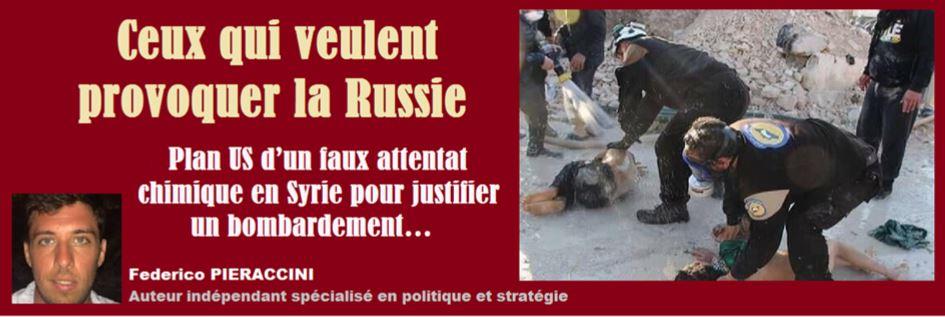 Ceux qui veulent
provoquer la Russie
Plan US d'un faux attentat
chimique en Syrie pour justifier
un bombardement...
Federico PIERACCINI
Auteur indépendant spécialisé en politique et stratégie